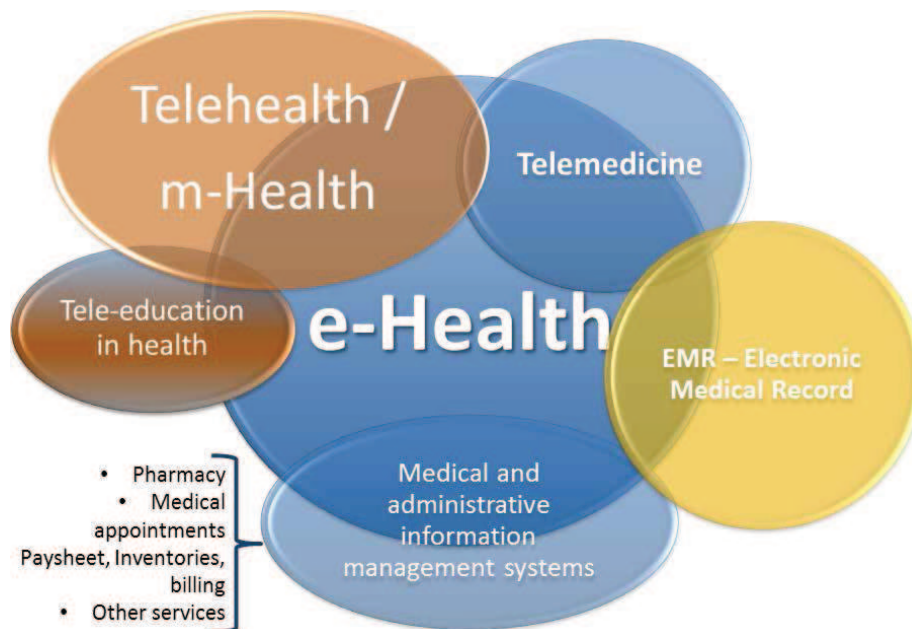 Telehealth /
m-Health
Telemedicine
Tele-education
in health
e-Health
EMR – Electronic
Medical Record
Medical and
administrative
information
management systems
• Pharmacy
• Medical
appointments
Paysheet, Inventories,
billing
• Other services